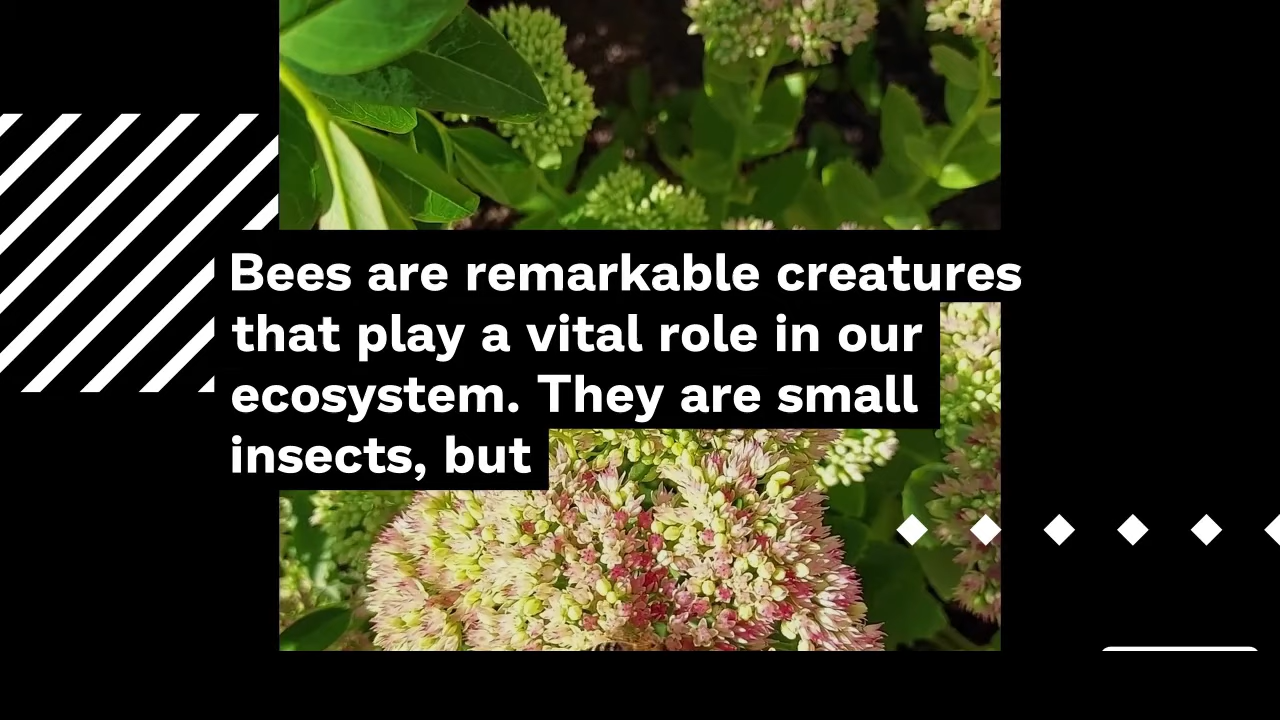 Bees are remarkable creatures
that play a vital role in our
ecosystem. They are small
insects, but